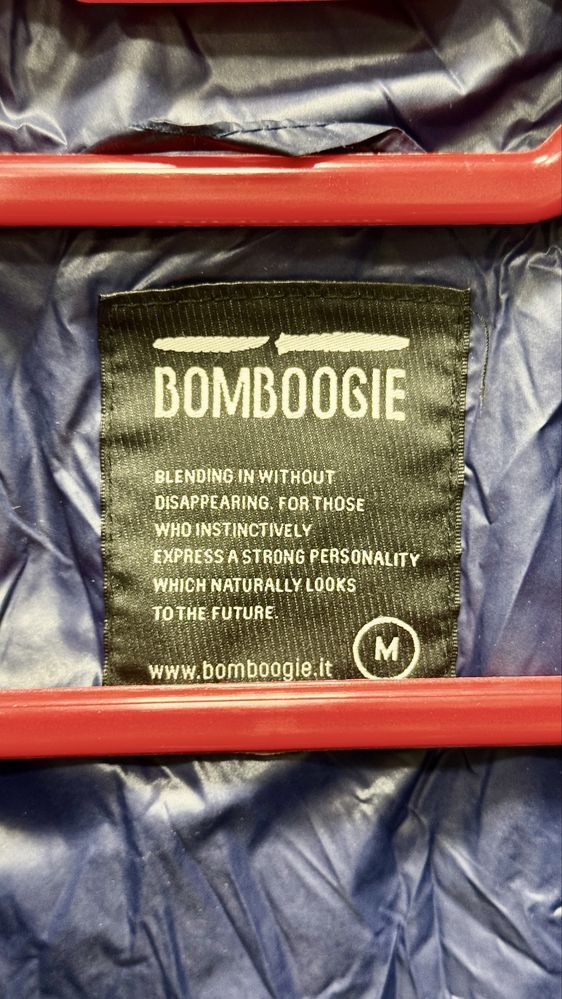 BOMBOOGIE
BLENDING IN WITHOUT
DISAPPEARING. FOR THOSE
WHO INSTINCTIVELY
EXPRESS A STRONG PERSONALITY
WHICH NATURALLY LOOKS
TO THE FUTURE.
M
www.bomboogie.it